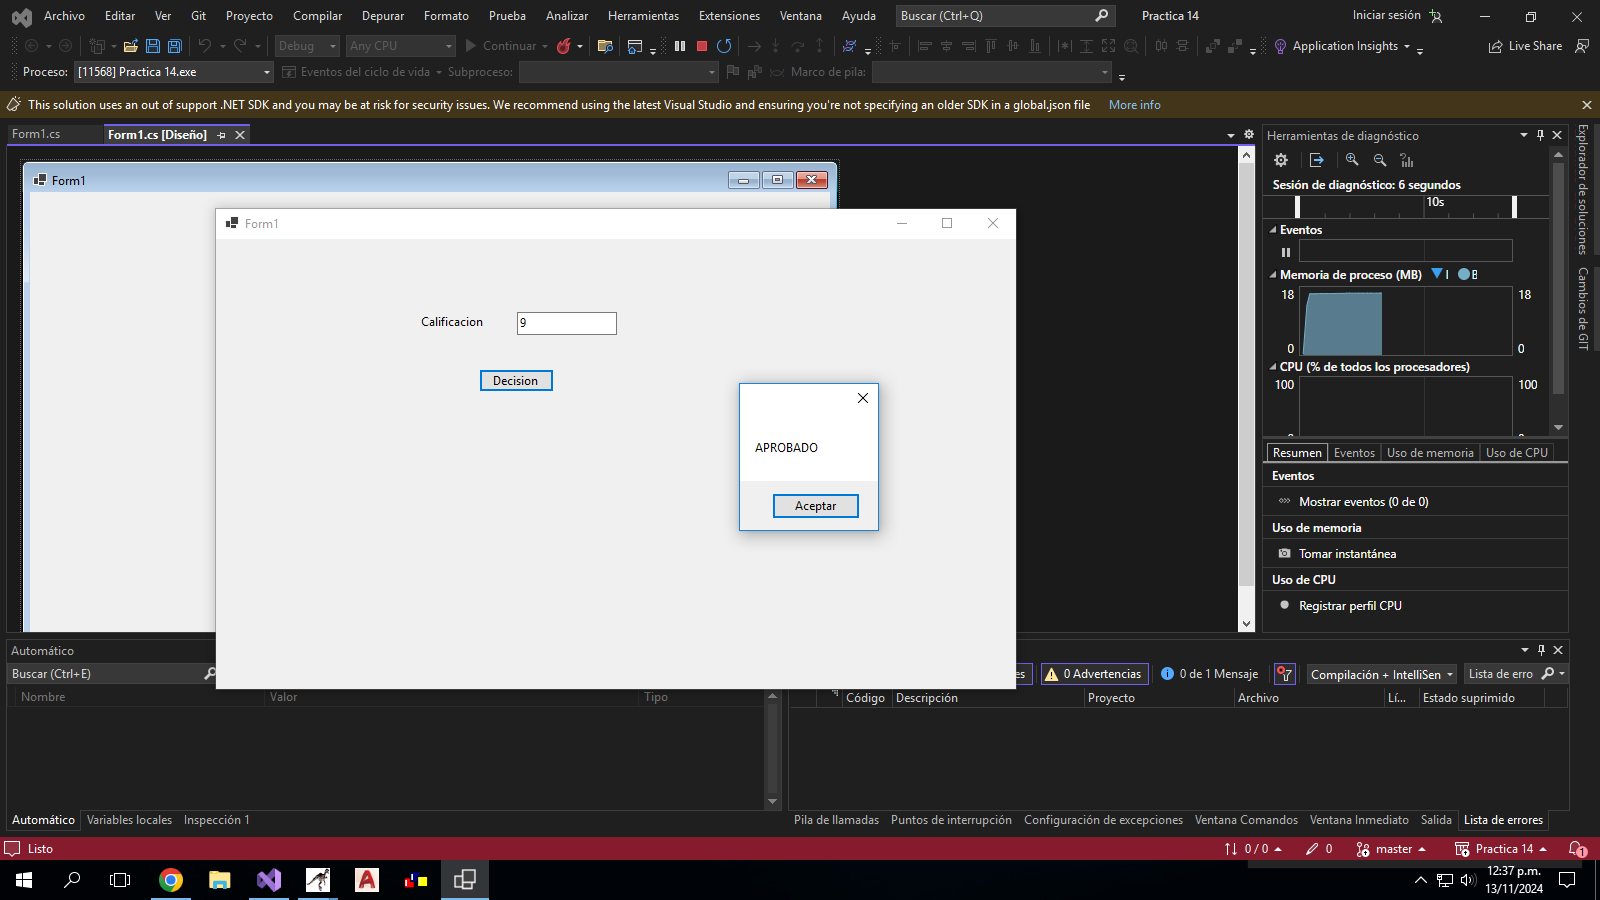 Archivo Editar Ver Git Proyecto Compilar Depurar Formato Prueba Analizar Herramientas Extensiones Ventana Ayuda Buscar (Ctrl+Q) Practica 14 Iniciar sesión
Debug Any CPU Continuar Application Insights Live Share
Proceso: [11568] Practica 14.exe Eventos del ciclo de vida Subproceso: Marco de pila:
This solution uses an out of support .NET SDK and you may be at risk for security issues. We recommend using the latest Visual Studio and ensuring you're not specifying an older SDK in a global.json file More info
Form1.cs Form1.cs [Diseño]
Form1
Form1
Calificacion 9
Decision
APROBADO
Aceptar
Herramientas de diagnóstico
Sesión de diagnóstico: 6 segundos
10s
Eventos
Memoria de proceso (MB) I B
18 18
0 0
CPU (% de todos los procesadores)
100 100
Resumen Eventos Uso de memoria Uso de CPU
Eventos
Mostrar eventos (0 de 0)
Uso de memoria
Tomar instantánea
Uso de CPU
Registrar perfil CPU
Explorador de soluciones
Cambios de GIT
Automático
Buscar (Ctrl+E)
Nombre Valor Tipo
es 0 Advertencias 0 de 1 Mensaje Compilación + IntelliSen Lista de erro
Código Descripción Proyecto Archivo Lí... Estado suprimido
Automático Variables locales Inspección 1
Pila de llamadas Puntos de interrupción Configuración de excepciones Ventana Comandos Ventana Inmediato Salida Lista de errores
Listo 0 / 0 0 master Practica 14 1
12:37 p.m.
13/11/2024